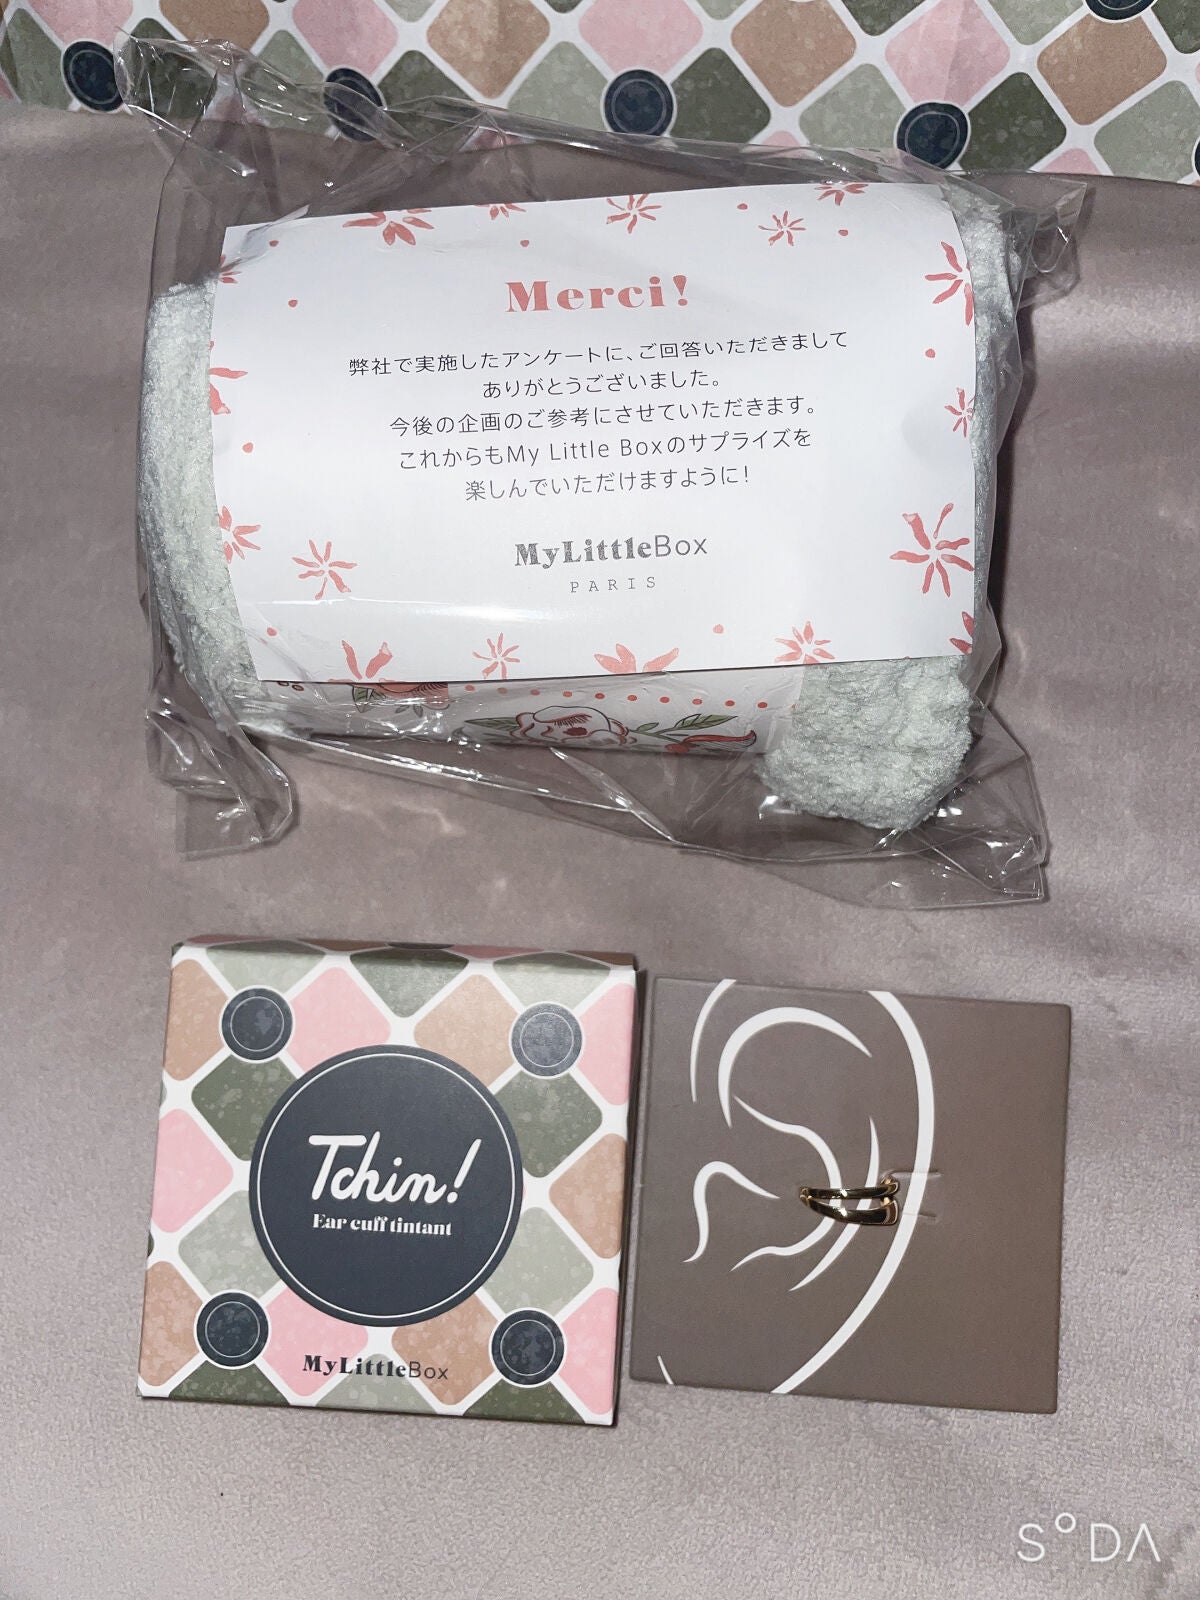 Merci!
弊社で実施したアンケートに、ご回答いただきまして
ありがとうございました。
今後の企画のご参考にさせていただきます。
これからもMy Little Boxのサプライズを
楽しんでいただけますように！
MyLittleBox
PARIS
Tchin!
Ear cuff tintant
MyLittleBox
SODA